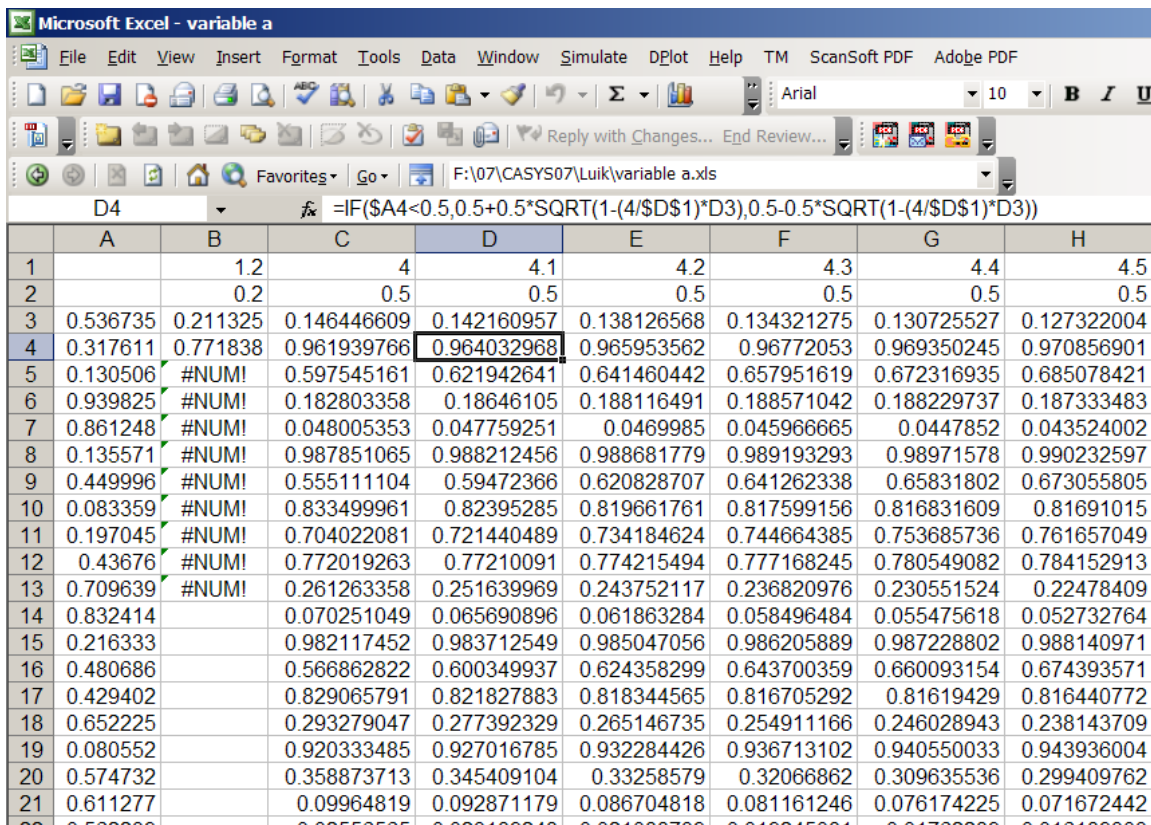 Microsoft Excel - variable a
File Edit View Insert Format Tools Data Window Simulate DPlot Help TM ScanSoft PDF Adobe PDF
Arial 10 B I U
Reply with Changes... End Review...
Favorites Go F:\07\CASYS07\Luik\variable a.xls
D4 fx =IF($A4<0.5,0.5+0.5*SQRT(1-(4/$D$1)*D3),0.5-0.5*SQRT(1-(4/$D$1)*D3))
A B C D E F G H
1 1.2 4 4.1 4.2 4.3 4.4 4.5
2 0.2 0.5 0.5 0.5 0.5 0.5 0.5
3 0.536735 0.211325 0.146446609 0.142160957 0.138126568 0.134321275 0.130725527 0.127322004
4 0.317611 0.771838 0.961939766 0.964032968 0.965953562 0.96772053 0.969350245 0.970856901
5 0.130506 #NUM! 0.597545161 0.621942641 0.641460442 0.657951619 0.672316935 0.685078421
6 0.939825 #NUM! 0.182803358 0.18646105 0.188116491 0.188571042 0.188229737 0.187333483
7 0.861248 #NUM! 0.048005353 0.047759251 0.0469985 0.045966665 0.0447852 0.043524002
8 0.135571 #NUM! 0.987851065 0.988212456 0.988681779 0.989193293 0.98971578 0.990232597
9 0.449996 #NUM! 0.555111104 0.59472366 0.620828707 0.641262338 0.65831802 0.673055805
10 0.083359 #NUM! 0.833499961 0.82395285 0.819661761 0.817599156 0.816831609 0.81691015
11 0.197045 #NUM! 0.704022081 0.721440489 0.734184624 0.744664385 0.753685736 0.761657049
12 0.43676 #NUM! 0.772019263 0.77210091 0.774215494 0.777168245 0.780549082 0.784152913
13 0.709639 #NUM! 0.261263358 0.251639969 0.243752117 0.236820976 0.230551524 0.22478409
14 0.832414 0.070251049 0.065690896 0.061863284 0.058496484 0.055475618 0.052732764
15 0.216333 0.982117452 0.983712549 0.985047056 0.986205889 0.987228802 0.988140971
16 0.480686 0.566862822 0.600349937 0.624358299 0.643700359 0.660093154 0.674393571
17 0.429402 0.829065791 0.821827883 0.818344565 0.816705292 0.81619429 0.816440772
18 0.652225 0.293279047 0.277392329 0.265146735 0.254911166 0.246028943 0.238143709
19 0.080552 0.920333485 0.927016785 0.932284426 0.936713102 0.940550033 0.943936004
20 0.574732 0.358873713 0.345409104 0.33258579 0.32066862 0.309635536 0.299409762
21 0.611277 0.09964819 0.092871179 0.086704818 0.081161246 0.076174225 0.071672442